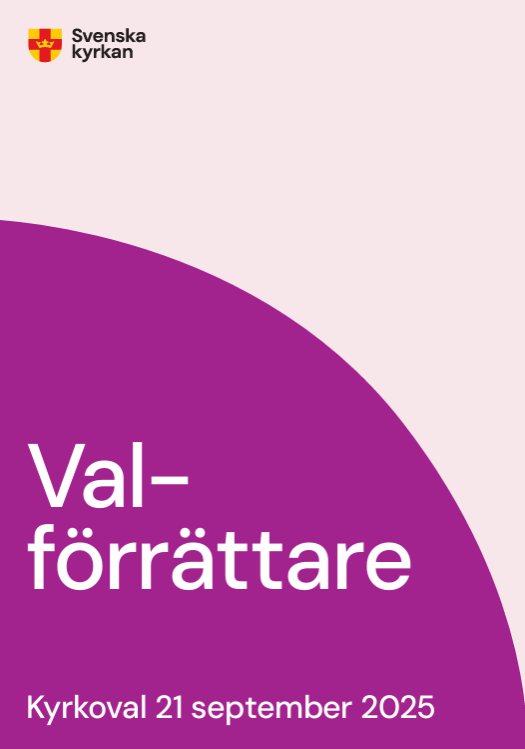 Svenska
kyrkan
Val–
förrättare
Kyrkoval 21 september 2025